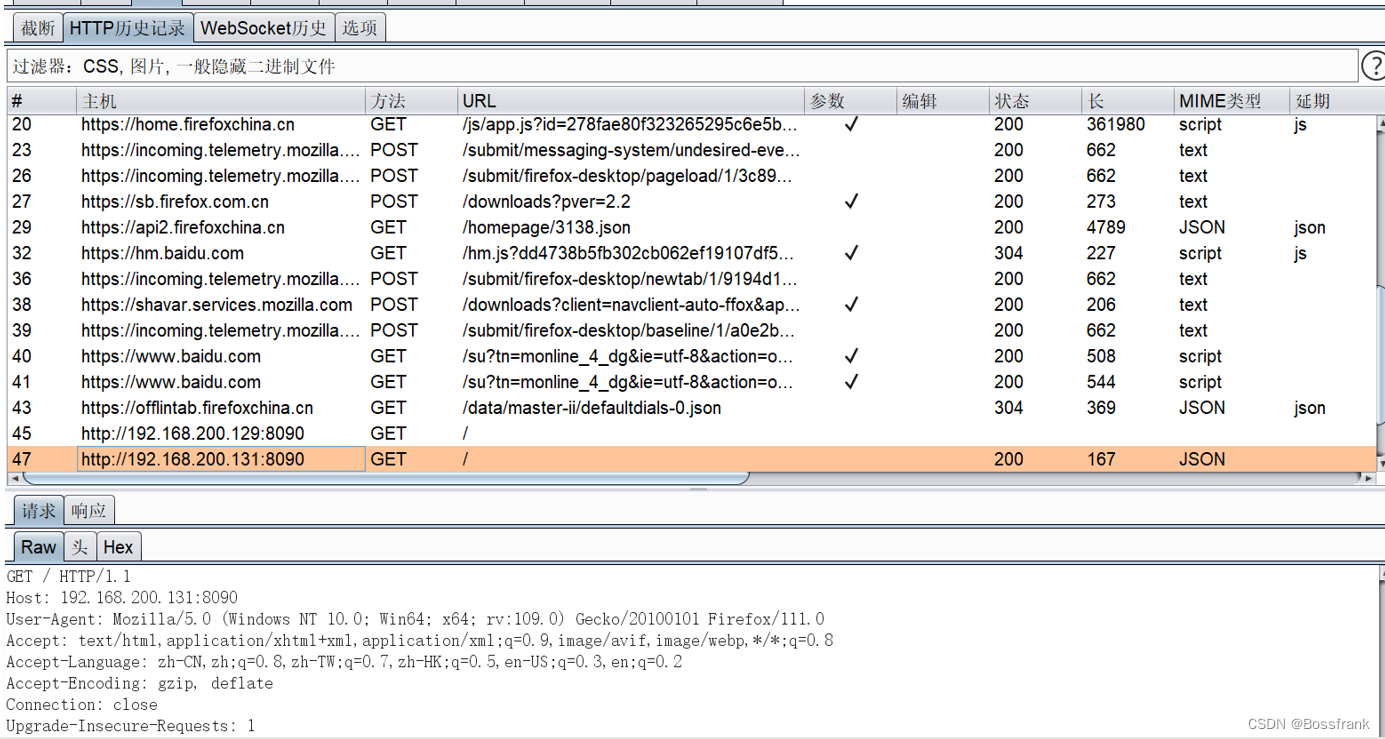 截断 HTTP历史记录 WebSocket历史 选项
过滤器：CSS, 图片, 一般隐藏二进制文件 ?
# 主机 方法 URL 参数 编辑 状态 长 MIME类型 延期
20 https://home.firefoxchina.cn GET /js/app.js?id=278fae80f323265295c6e5b... ✓ 200 361980 script js
23 https://incoming.telemetry.mozilla.... POST /submit/messaging-system/undesired-eve... 200 662 text
26 https://incoming.telemetry.mozilla.... POST /submit/firefox-desktop/pageload/1/3c89... 200 662 text
27 https://sb.firefox.com.cn POST /downloads?pver=2.2 ✓ 200 273 text
29 https://api2.firefoxchina.cn GET /homepage/3138.json 200 4789 JSON json
32 https://hm.baidu.com GET /hm.js?dd4738b5fb302cb062ef19107df5... ✓ 304 227 script js
36 https://incoming.telemetry.mozilla.... POST /submit/firefox-desktop/newtab/1/9194d1... 200 662 text
38 https://shavar.services.mozilla.com POST /downloads?client=navclient-auto-ffox&ap... ✓ 200 206 text
39 https://incoming.telemetry.mozilla.... POST /submit/firefox-desktop/baseline/1/a0e2b... 200 662 text
40 https://www.baidu.com GET /su?tn=monline_4_dg&ie=utf-8&action=o... ✓ 200 508 script
41 https://www.baidu.com GET /su?tn=monline_4_dg&ie=utf-8&action=o... ✓ 200 544 script
43 https://offlintab.firefoxchina.cn GET /data/master-ii/defaultdials-0.json 304 369 JSON json
45 http://192.168.200.129:8090 GET /
47 http://192.168.200.131:8090 GET / 200 167 JSON
请求 响应
Raw 头 Hex
GET / HTTP/1.1
Host: 192.168.200.131:8090
User-Agent: Mozilla/5.0 (Windows NT 10.0; Win64; x64; rv:109.0) Gecko/20100101 Firefox/111.0
Accept: text/html,application/xhtml+xml,application/xml;q=0.9,image/avif,image/webp,*/*;q=0.8
Accept-Language: zh-CN,zh;q=0.8,zh-TW;q=0.7,zh-HK;q=0.5,en-US;q=0.3,en;q=0.2
Accept-Encoding: gzip, deflate
Connection: close
Upgrade-Insecure-Requests: 1
CSDN @Bossfrank